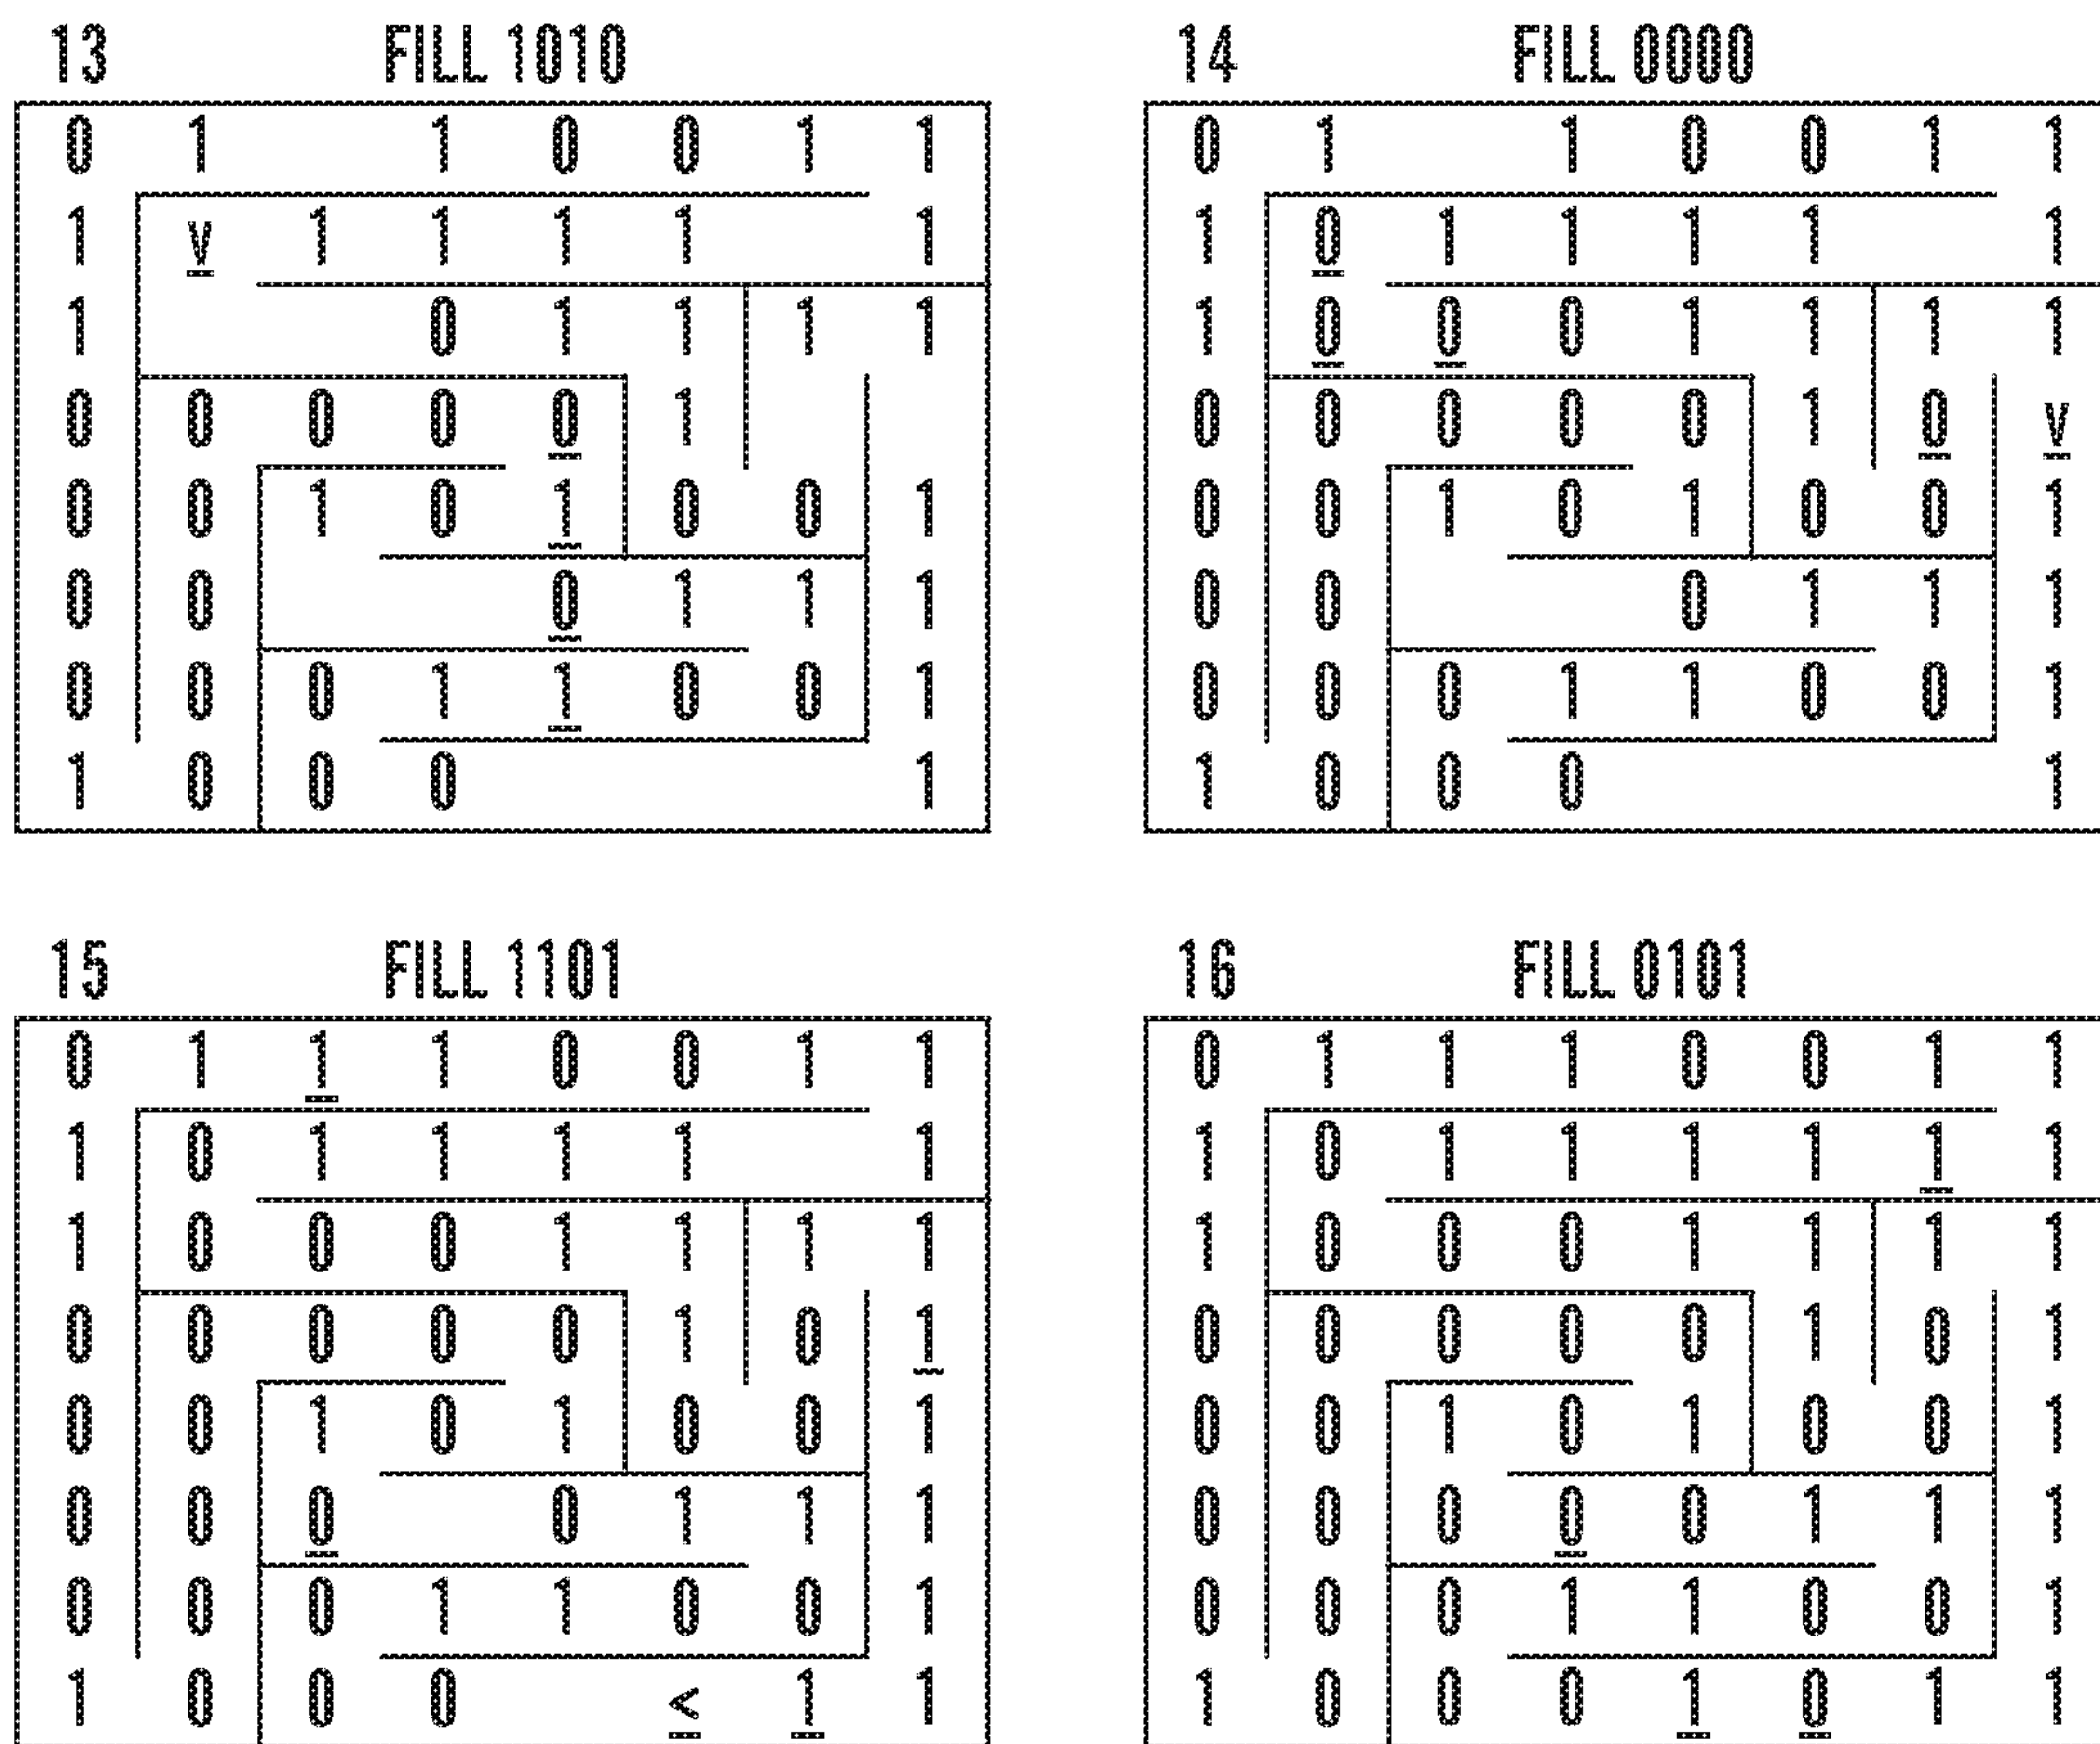 13 FILL 1010
0 1 1 0 0 1 1
1 v 1 1 1 1 1
1 0 1 1 1 1
0 0 0 0 0 1
0 0 1 0 1 0 0 1
0 0 0 1 1 1
0 0 0 1 1 0 0 1
1 0 0 0 1
14 FILL 0000
0 1 1 0 0 1 1
1 0 1 1 1 1 1
1 0 0 0 1 1 1 1
0 0 0 0 0 1 0 v
0 0 1 0 1 0 0 1
0 0 0 1 1 1
0 0 0 1 1 0 0 1
1 0 0 0 1
15 FILL 1101
0 1 1 1 0 0 1 1
1 0 1 1 1 1 1
1 0 0 0 1 1 1 1
0 0 0 0 0 1 0 1
0 0 1 0 1 0 0 1
0 0 0 0 1 1 1
0 0 0 1 1 0 0 1
1 0 0 0 < 1 1
16 FILL 0101
0 1 1 1 0 0 1 1
1 0 1 1 1 1 1 1
1 0 0 0 1 1 1 1
0 0 0 0 0 1 0 1
0 0 1 0 1 0 0 1
0 0 0 0 0 1 1 1
0 0 0 1 1 0 0 1
1 0 0 0 1 0 1 1